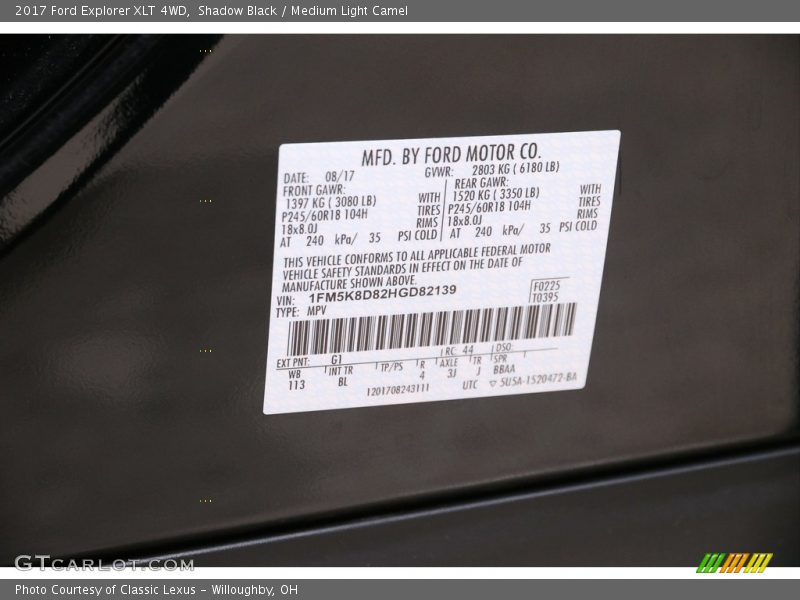 2017 Ford Explorer XLT 4WD,  Shadow Black / Medium Light Camel
MFD. BY FORD MOTOR CO.
DATE: 08/17 GVWR: 2803 KG ( 6180 LB)
FRONT GAWR: REAR GAWR:
1397 KG ( 3080 LB) WITH 1520 KG ( 3350 LB) WITH
P245/60R18 104H TIRES P245/60R18 104H TIRES
18x8.0J RIMS 18x8.0J RIMS
AT 240 kPa/ 35 PSI COLD AT 240 kPa/ 35 PSI COLD
THIS VEHICLE CONFORMS TO ALL APPLICABLE FEDERAL MOTOR
VEHICLE SAFETY STANDARDS IN EFFECT ON THE DATE OF
MANUFACTURE SHOWN ABOVE.
VIN: 1FM5K8D82HGD82139 F0225
TYPE: MPV T0395
EXT PNT: G1 RC: 44 DSO:
WB INT TR TP/PS R AXLE TR SPR
113 BL 4 3J J BBAA
1201708243111 UTC ▽ 5U5A-1520472-BA
GTCARLOT.COM
Photo Courtesy of Classic Lexus - Willoughby, OH